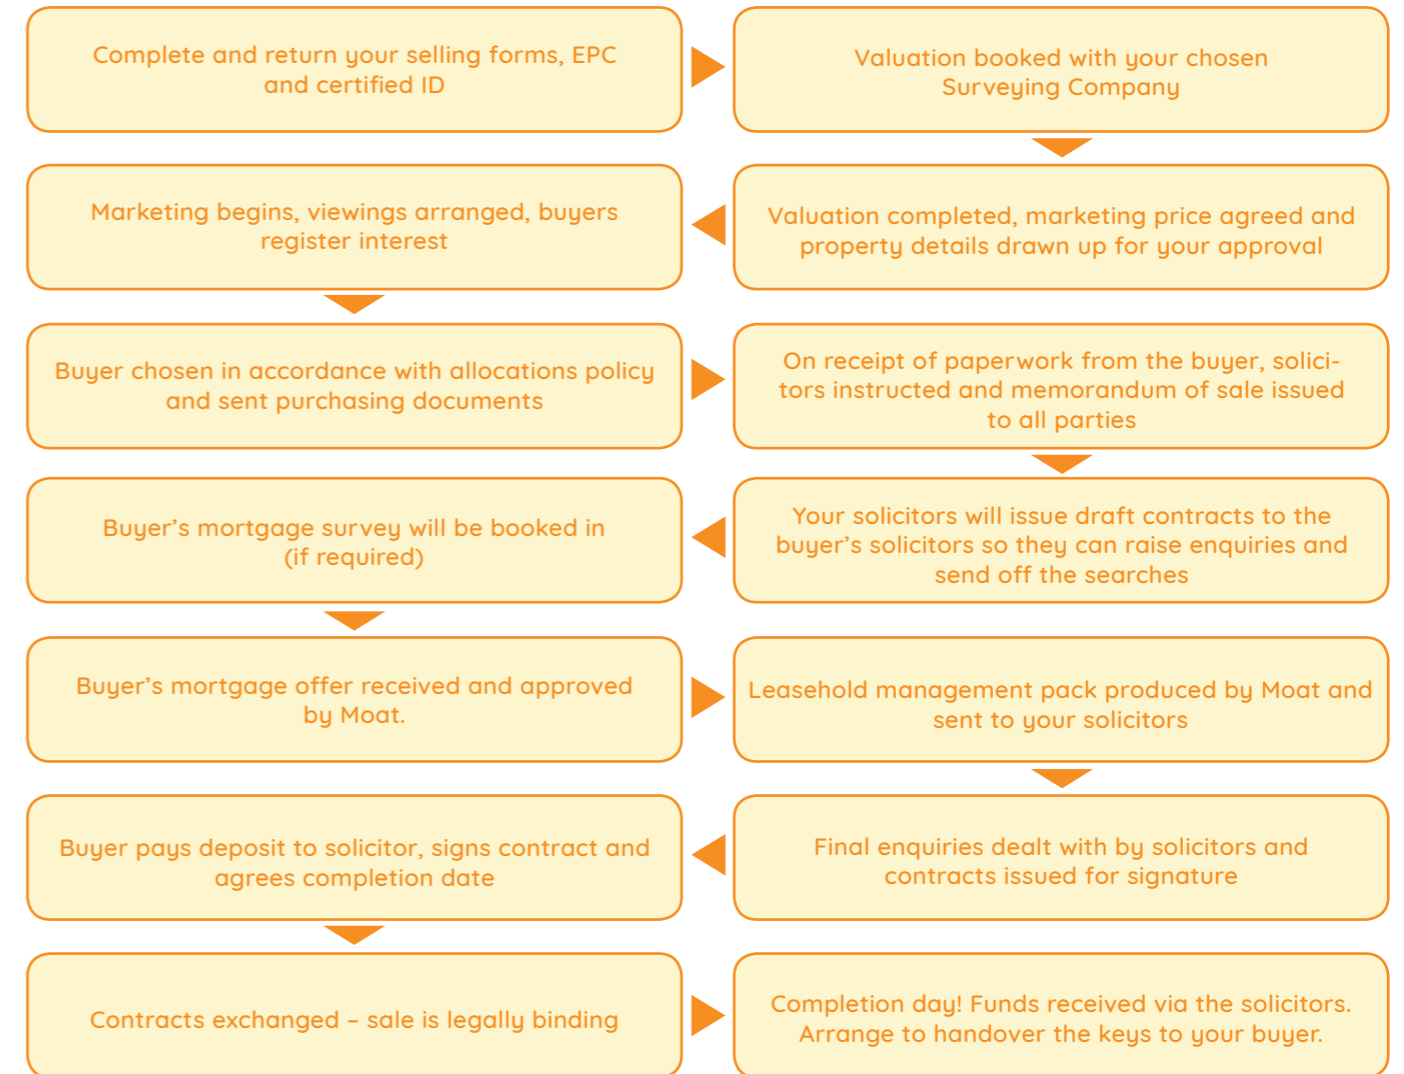 Complete and return your selling forms, EPC
and certified ID
Valuation booked with your chosen
Surveying Company
Valuation completed, marketing price agreed and
property details drawn up for your approval
Marketing begins, viewings arranged, buyers
register interest
Buyer chosen in accordance with allocations policy
and sent purchasing documents
On receipt of paperwork from the buyer, solici-
tors instructed and memorandum of sale issued
to all parties
Your solicitors will issue draft contracts to the
buyer’s solicitors so they can raise enquiries and
send off the searches
Buyer’s mortgage survey will be booked in
(if required)
Buyer’s mortgage offer received and approved
by Moat.
Leasehold management pack produced by Moat and
sent to your solicitors
Final enquiries dealt with by solicitors and
contracts issued for signature
Buyer pays deposit to solicitor, signs contract and
agrees completion date
Contracts exchanged – sale is legally binding
Completion day! Funds received via the solicitors.
Arrange to handover the keys to your buyer.